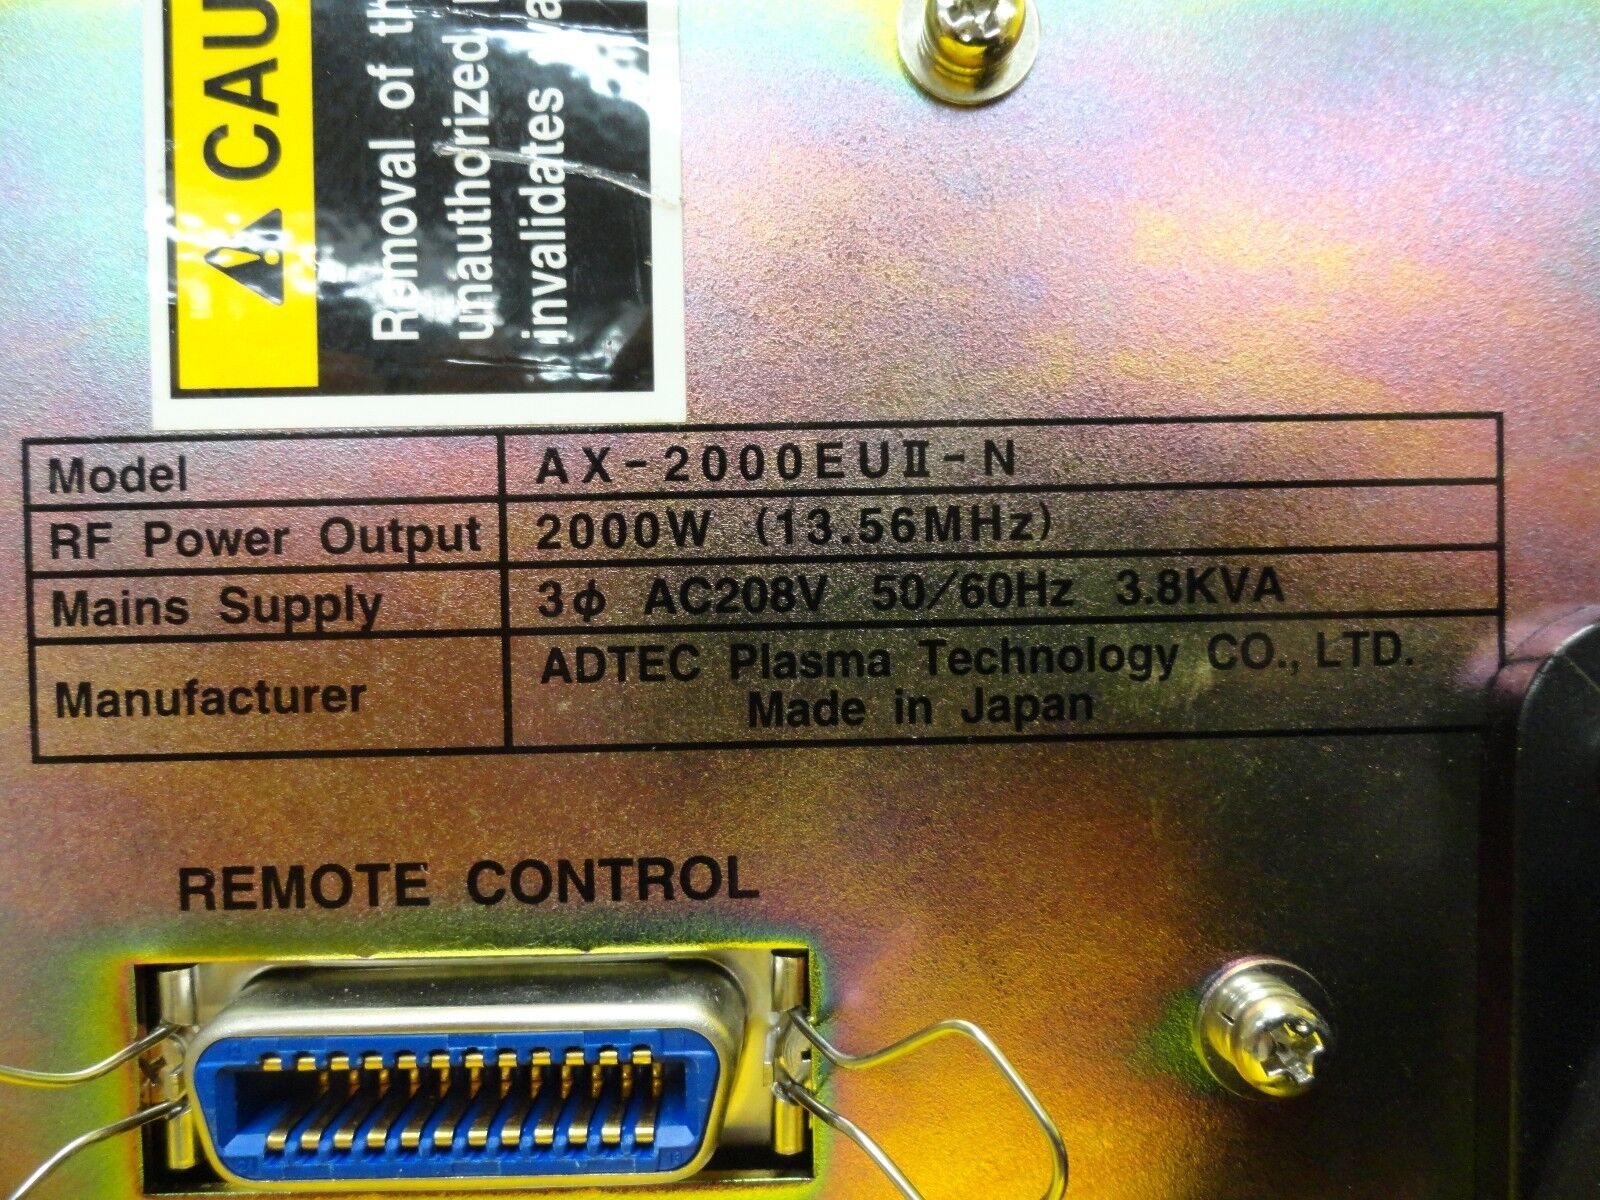 CAU
Removal of th
unauthorized
invalidates va
Model AX-2000EUⅡ-N
RF Power Output 2000W (13.56MHz)
Mains Supply 3ϕ AC208V 50/60Hz 3.8KVA
Manufacturer ADTEC Plasma Technology CO., LTD.
Made in Japan
REMOTE CONTROL